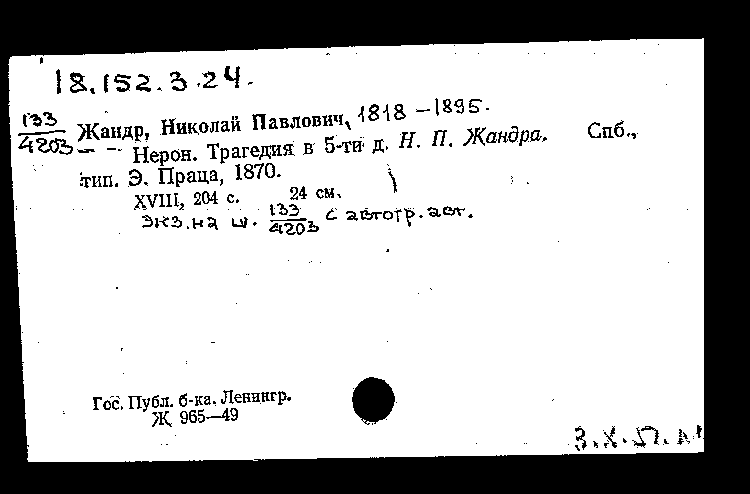 18.152.3.24.
133
4203 Жандр, Николай Павлович, 1818–1895.
Нерон. Трагедия в 5-ти д. Н. П. Жандра. Спб.,
тип. Э. Праца, 1870.
XVIII, 204 с. 24 см.
Экз. на ш. 133/4203 с автогр. авт.
Гос. Публ. б-ка. Ленингр.
Ж 965—49